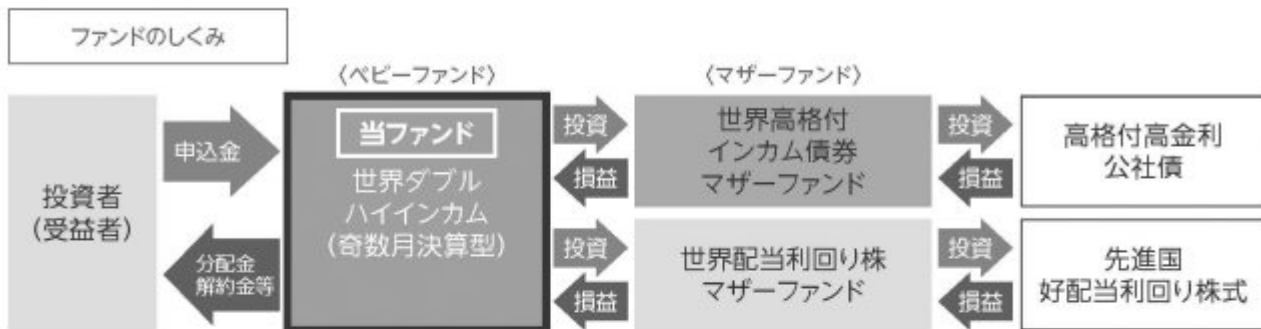 ファンドのしくみ
〈ベビーファンド〉
〈マザーファンド〉
投資者
(受益者)
申込金
分配金
解約金等
当ファンド
世界ダブル
ハイインカム
(奇数月決算型)
投資
損益
世界高格付
インカム債券
マザーファンド
投資
損益
高格付高金利
公社債
投資
損益
世界配当利回り株
マザーファンド
投資
損益
先進国
好配当利回り株式